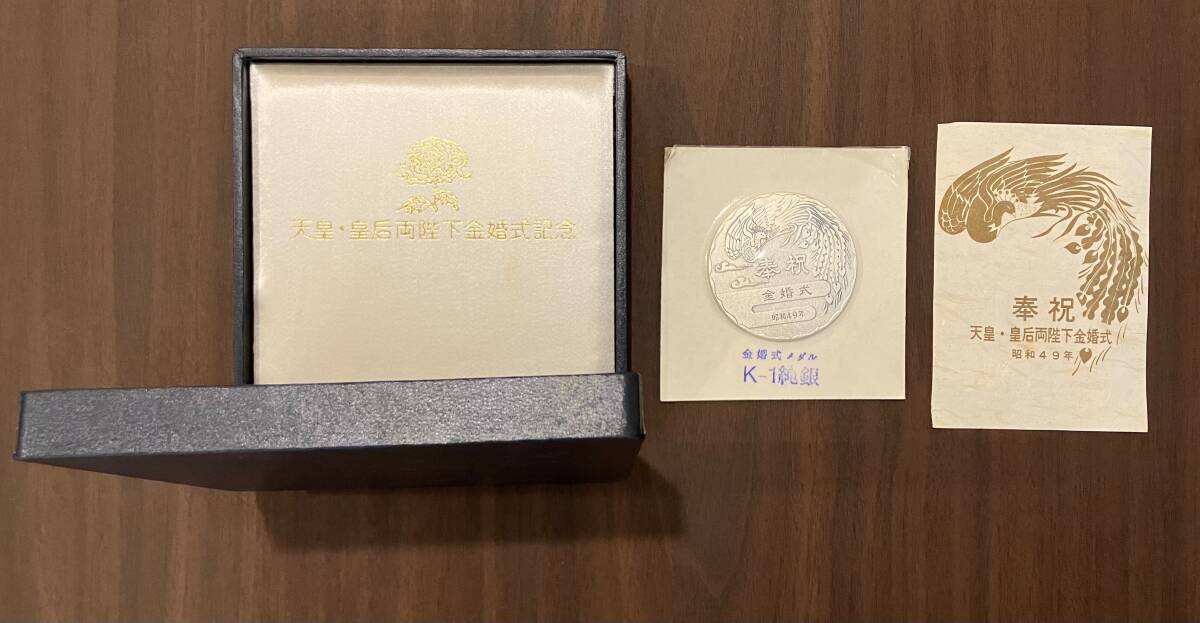 天皇・皇后両陛下金婚式記念
奉祝
金婚式
昭和49年
金婚式メダル
K-1純銀
奉祝
天皇・皇后両陛下金婚式
昭和49年